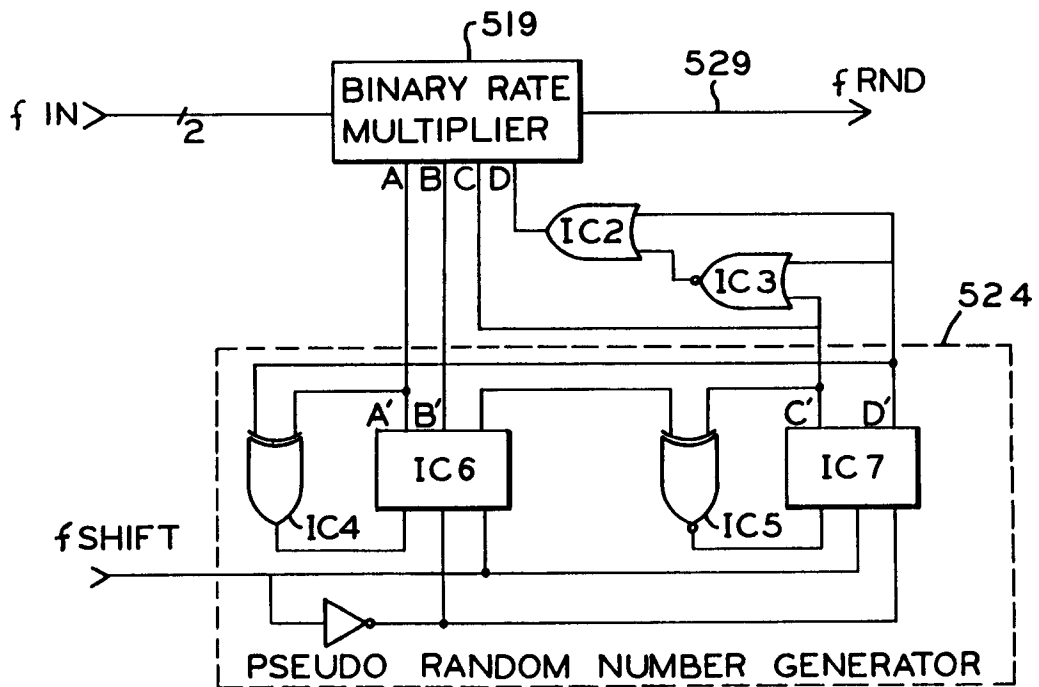 519
529
f RND
f IN
2
BINARY RATE
MULTIPLIER
A B C D
IC2
IC3
524
A' B'
C' D'
IC6
IC7
IC4
IC5
f SHIFT
PSEUDO RANDOM NUMBER GENERATOR